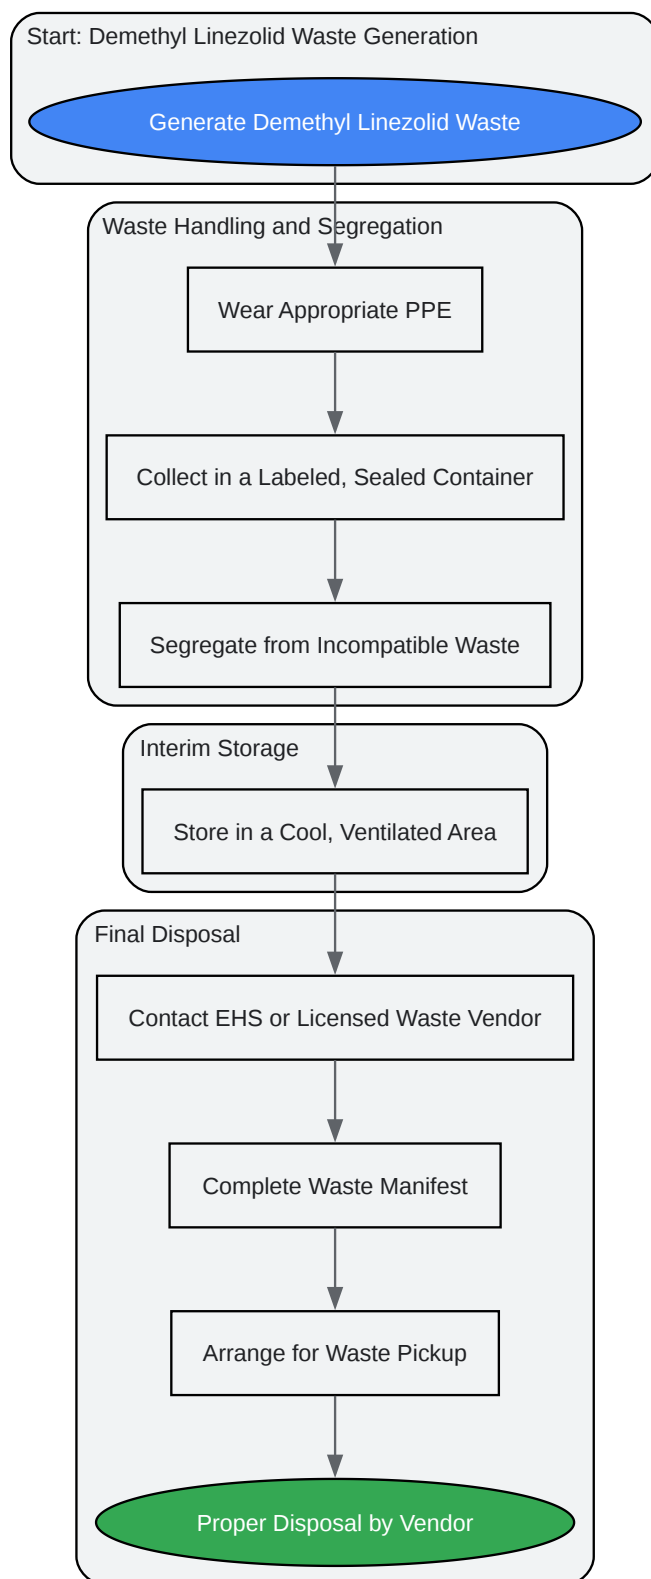 Start: Demethyl Linezolid Waste Generation
Generate Demethyl Linezolid Waste
Waste Handling and Segregation
Wear Appropriate PPE
Collect in a Labeled, Sealed Container
Segregate from Incompatible Waste
Interim Storage
Store in a Cool, Ventilated Area
Final Disposal
Contact EHS or Licensed Waste Vendor
Complete Waste Manifest
Arrange for Waste Pickup
Proper Disposal by Vendor